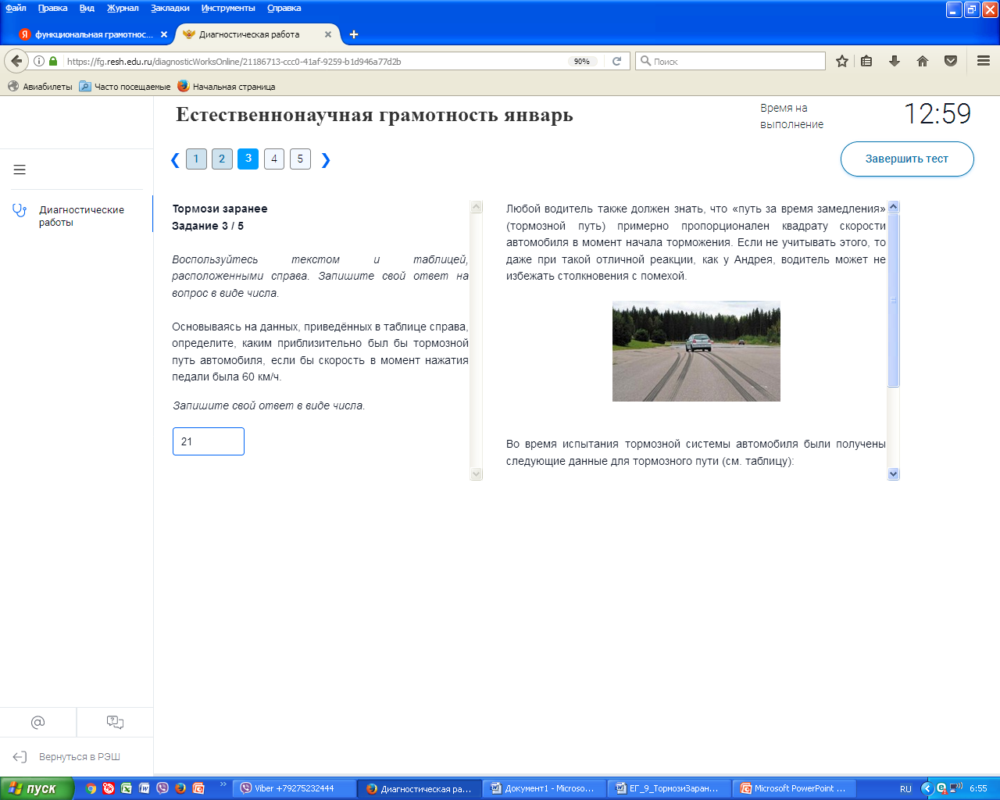 Файл Правка Вид Журнал Закладки Инструменты Справка
функциональная грамотнос...
Диагностическая работа
https://fg.resh.edu.ru/diagnosticWorksOnline/21186713-ccc0-41af-9259-b1d946a77d2b
90%
Поиск
Авиабилеты Часто посещаемые Начальная страница
Естественнонаучная грамотность январь
Время на
выполнение
12:59
1 2 3 4 5
Завершить тест
Диагностические
работы
Тормози заранее
Задание 3 / 5
Воспользуйтесь текстом и таблицей,
расположенными справа. Запишите свой ответ на
вопрос в виде числа.
Основываясь на данных, приведённых в таблице справа,
определите, каким приблизительно был бы тормозной
путь автомобиля, если бы скорость в момент нажатия
педали была 60 км/ч.
Запишите свой ответ в виде числа.
21
Любой водитель также должен знать, что «путь за время замедления»
(тормозной путь) примерно пропорционален квадрату скорости
автомобиля в момент начала торможения. Если не учитывать этого, то
даже при такой отличной реакции, как у Андрея, водитель может не
избежать столкновения с помехой.
Во время испытания тормозной системы автомобиля были получены
следующие данные для тормозного пути (см. таблицу):
Вернуться в РЭШ
пуск
Viber +79275232444
Диагностическая ра...
Документ1 - Microso...
ЕГ_9_ТормозиЗаран...
Microsoft PowerPoint ...
RU
6:55